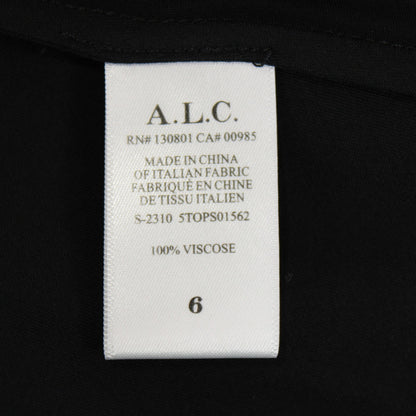 A.L.C.
RN# 130801 CA# 00985
MADE IN CHINA
OF ITALIAN FABRIC
FABRIQUÈ EN CHINE
DE TISSU ITALIEN
S-2310 5TOPS01562
100% VISCOSE
6